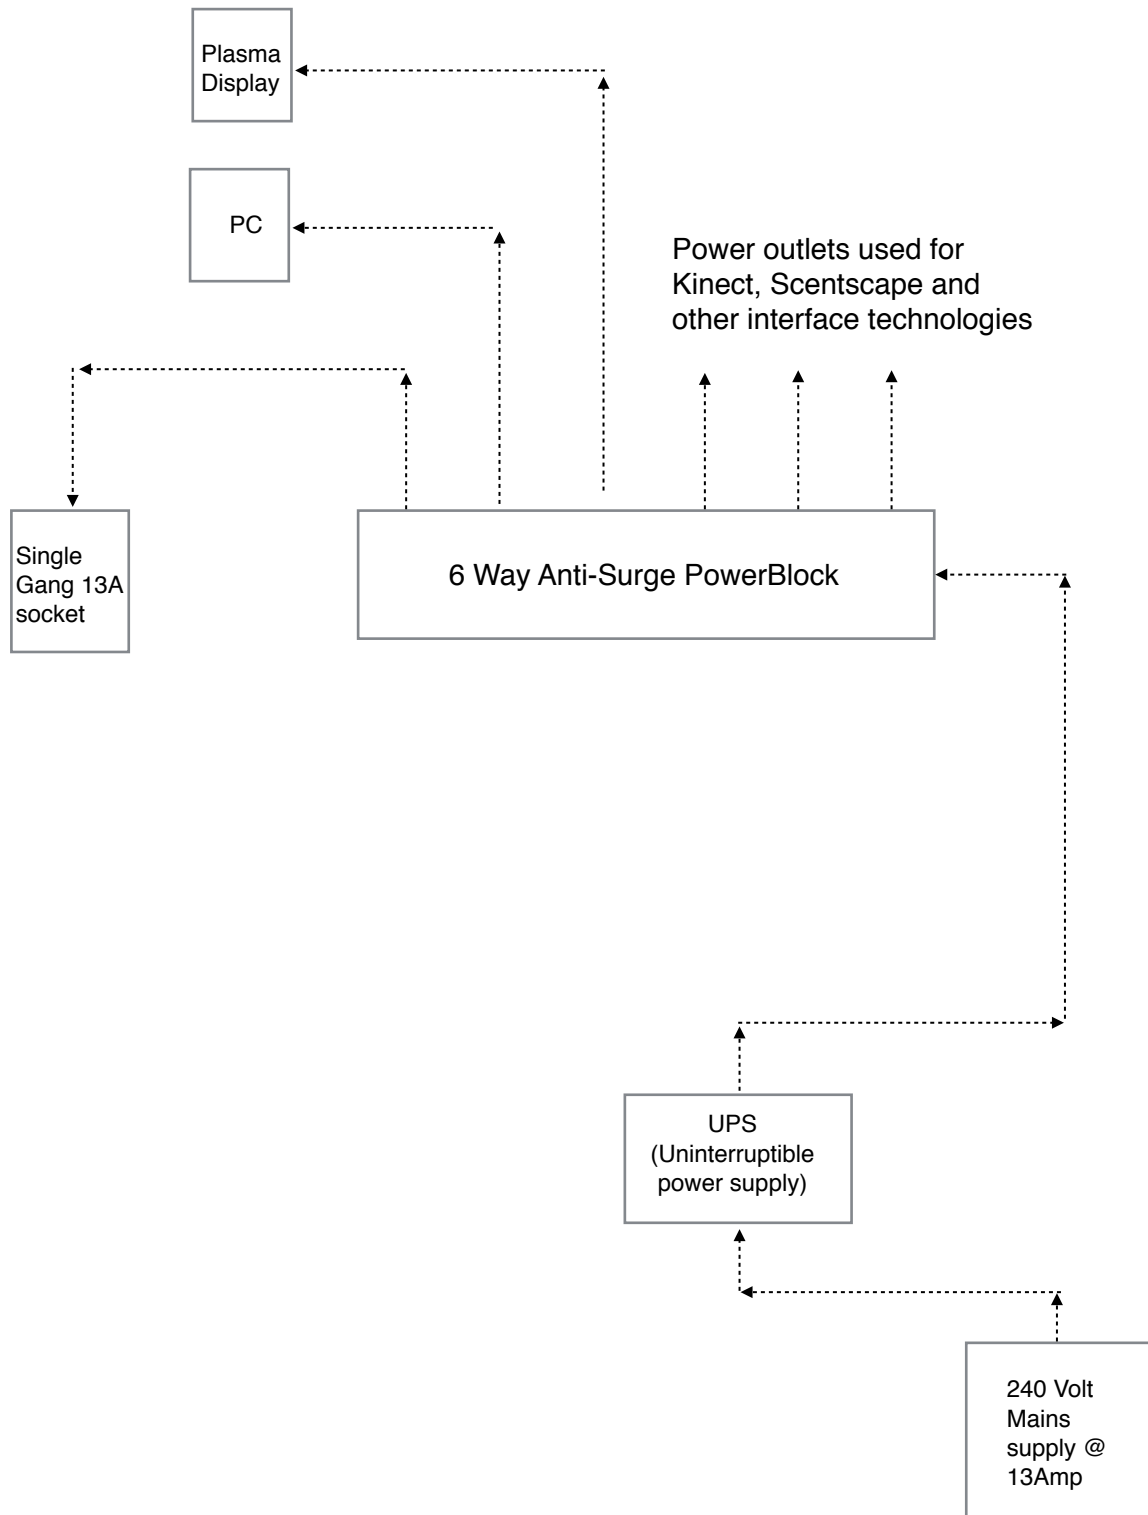 Plasma
Display
PC
Power outlets used for
Kinect, Scentscape and
other interface technologies
Single
Gang 13A
socket
6 Way Anti-Surge PowerBlock
UPS
(Uninterruptible
power supply)
240 Volt
Mains
supply @
13Amp